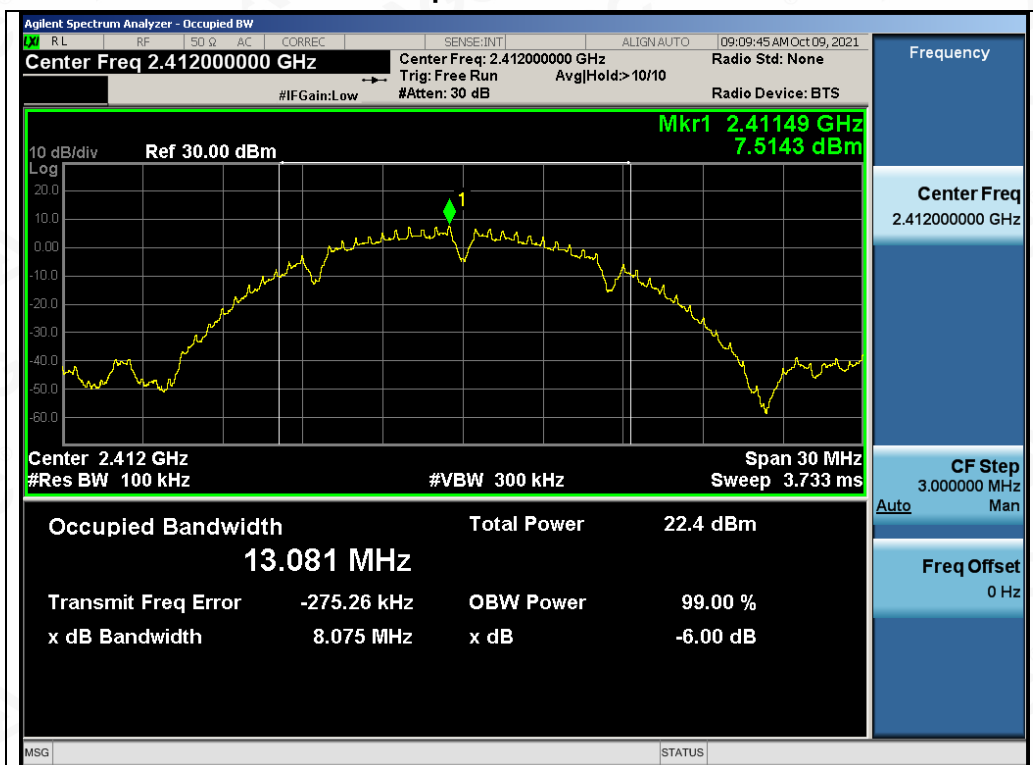 Agilent Spectrum Analyzer - Occupied BW
LXI RL RF 50 Ω AC CORREC SENSE:INT ALIGN AUTO 09:09:45 AM Oct 09, 2021
Center Freq 2.412000000 GHz
Center Freq: 2.412000000 GHz Radio Std: None
Trig: Free Run Avg|Hold:>10/10
#IFGain:Low #Atten: 30 dB Radio Device: BTS
Mkr1 2.41149 GHz
7.5143 dBm
10 dB/div Ref 30.00 dBm
Log
20.0
10.0
0.00
-10.0
-20.0
-30.0
-40.0
-50.0
-60.0
1
Center 2.412 GHz Span 30 MHz
#Res BW 100 kHz #VBW 300 kHz Sweep 3.733 ms
Occupied Bandwidth Total Power 22.4 dBm
13.081 MHz
Transmit Freq Error -275.26 kHz OBW Power 99.00 %
x dB Bandwidth 8.075 MHz x dB -6.00 dB
MSG STATUS
Frequency
Center Freq
2.412000000 GHz
CF Step
3.000000 MHz
Auto Man
Freq Offset
0 Hz